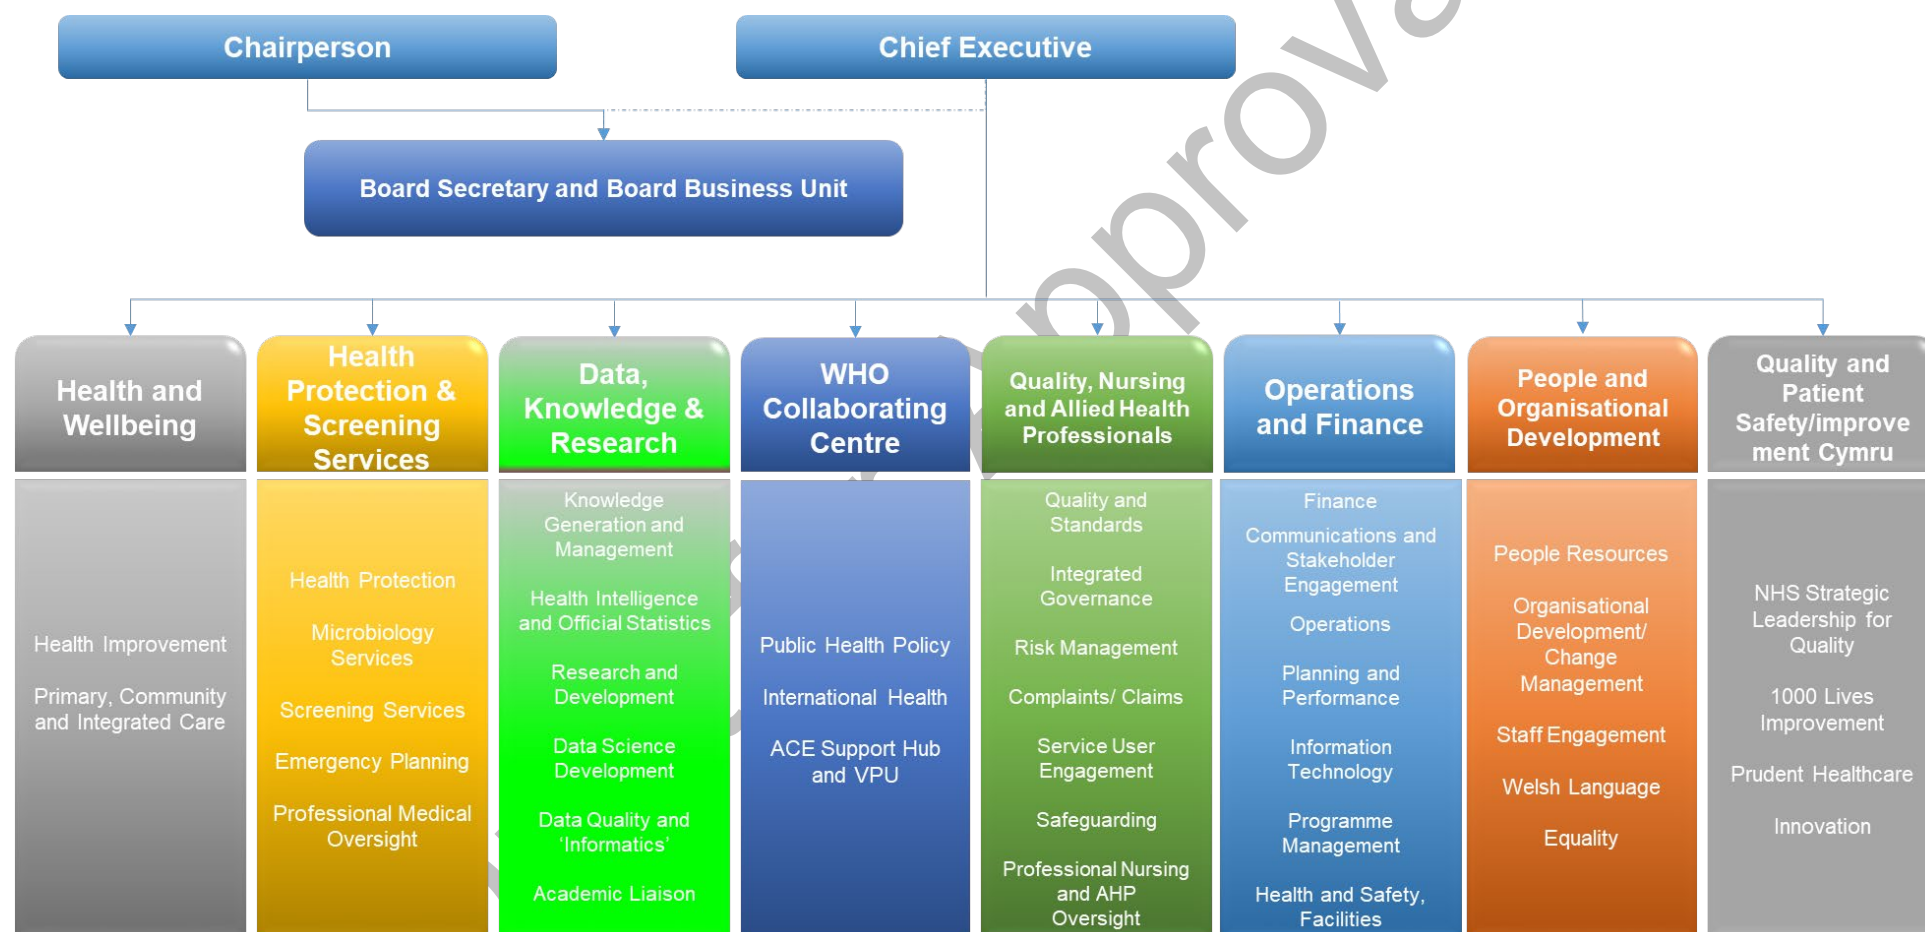 Chairperson
Chief Executive
Board Secretary and Board Business Unit
Health and
Wellbeing
Health
Protection &
Screening
Services
Data,
Knowledge &
Research
WHO
Collaborating
Centre
Quality, Nursing
and Allied Health
Professionals
Operations
and Finance
People and
Organisational
Development
Quality and
Patient
Safety/improve
ment Cymru
Health Improvement
Primary, Community
and Integrated Care
Health Protection
Microbiology
Services
Screening Services
Emergency Planning
Professional Medical
Oversight
Knowledge
Generation and
Management
Health Intelligence
and Official Statistics
Research and
Development
Data Science
Development
Data Quality and
‘Informatics’
Academic Liaison
Public Health Policy
International Health
ACE Support Hub
and VPU
Quality and
Standards
Integrated
Governance
Risk Management
Complaints/ Claims
Service User
Engagement
Safeguarding
Professional Nursing
and AHP
Oversight
Finance
Communications and
Stakeholder
Engagement
Operations
Planning and
Performance
Information
Technology
Programme
Management
Health and Safety,
Facilities
People Resources
Organisational
Development/
Change
Management
Staff Engagement
Welsh Language
Equality
NHS Strategic
Leadership for
Quality
1000 Lives
Improvement
Prudent Healthcare
Innovation